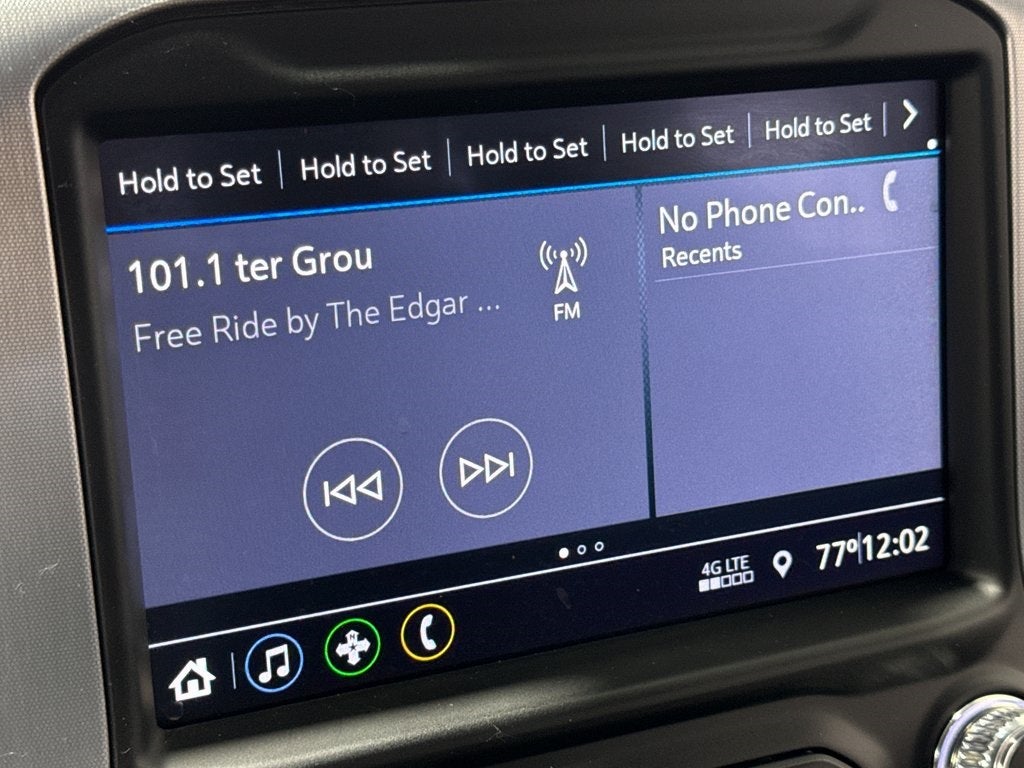 Hold to Set Hold to Set Hold to Set Hold to Set Hold to Set
101.1 ter Grou
Free Ride by The Edgar ...
FM
No Phone Con..
Recents
4G LTE
77° 12:02
N